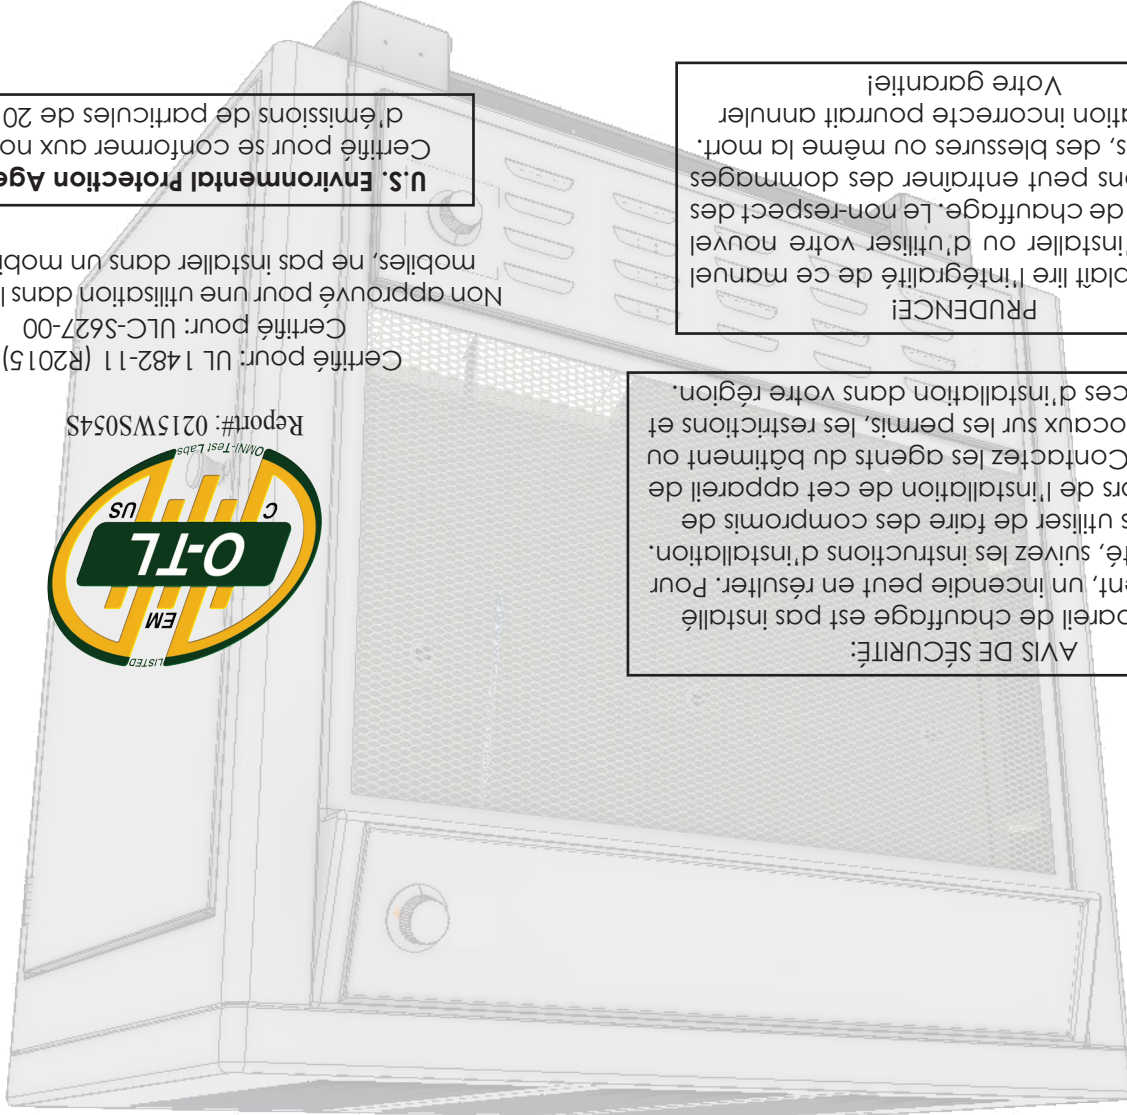 AVIS DE SÉCURITÉ:
pareil de chauffage est pas installé
ent, un incendie peut en résulter. Pour
té, suivez les instructions d'installation.
s utiliser de faire des compromis de
ors de l'installation de cet appareil de
Contactez les agents du bâtiment ou
ocaux sur les permis, les restrictions et
ces d'installation dans votre région.
PRUDENCE!
plaît lire l'intégralité de ce manuel
'installer ou d'utiliser votre nouvel
de chauffage. Le non-respect des
ons peut entraîner des dommages
s, des blessures ou même la mort.
ation incorrecte pourrait annuler
Votre garantie!
LISTED
EM
O-TL
C US
OMNI-Test Labs
Report#: 0215WS054S
Certifié pour: UL 1482-11 (R2015)
Certifié pour: ULC-S627-00
Non approuvé pour une utilisation dans l
mobiles, ne pas installer dans un mobi
U.S. Environmental Protection Age
Certifié pour se conformer aux no
d'émissions de particules de 20